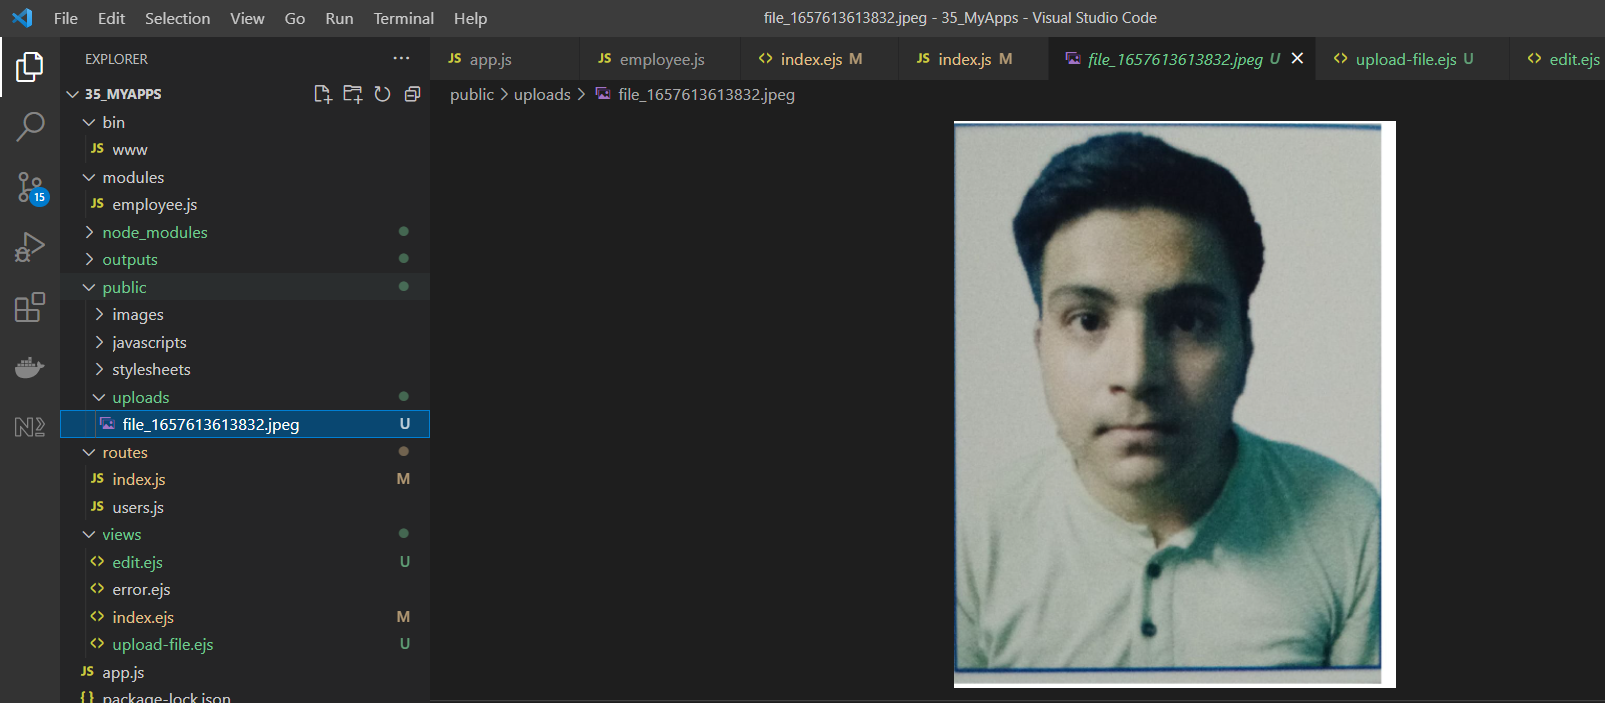 File Edit Selection View Go Run Terminal Help
file_1657613613832.jpeg - 35_MyApps - Visual Studio Code
EXPLORER ···
JS app.js
JS employee.js
<> index.ejs M
JS index.js M
file_1657613613832.jpeg U ×
<> upload-file.ejs U
<> edit.ejs
public > uploads > file_1657613613832.jpeg
35_MYAPPS
bin
JS www
modules
JS employee.js
node_modules
outputs
public
images
javascripts
stylesheets
uploads
file_1657613613832.jpeg U
routes
JS index.js M
JS users.js
views
<> edit.ejs U
<> error.ejs
<> index.ejs M
<> upload-file.ejs U
JS app.js
{} package-lock.json
15